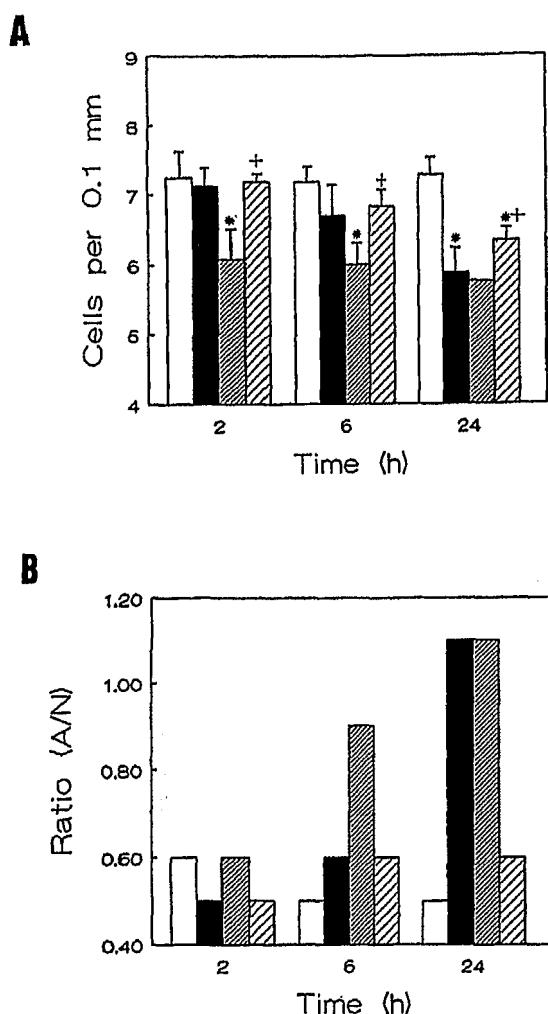 A
Cells per 0.1 mm
9
8
7
6
5
4
* + * + * *+
2 6 24
Time (h)
B
Ratio (A/N)
1.20
1.00
0.80
0.60
0.40
2 6 24
Time (h)